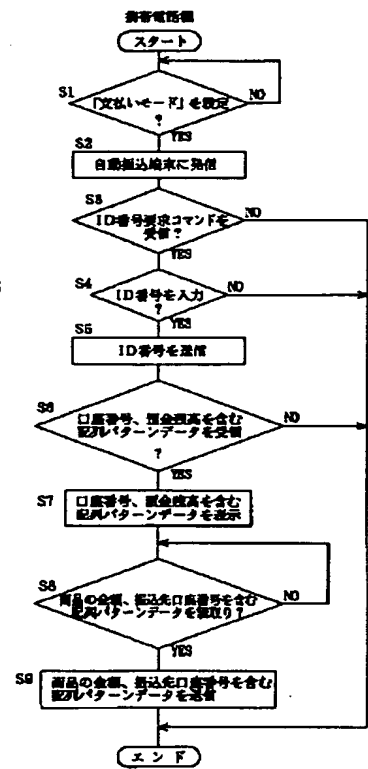 携帯電話機
スタート
S1
「支払いモード」を設定
?
NO
YES
S2
自動振込端末に発信
S3
ID番号要求コマンドを
受信?
NO
YES
S4
ID番号を入力
?
NO
YES
S5
ID番号を送信
S6
口座番号、預金残高を含む
配列パターンデータを受信
?
NO
YES
S7
口座番号、預金残高を含む
配列パターンデータを表示
S8
商品の金額、振込先口座番号を含む
配列パターンデータを読取り?
NO
YES
S9
商品の金額、振込先口座番号を含む
配列パターンデータを送信
エンド